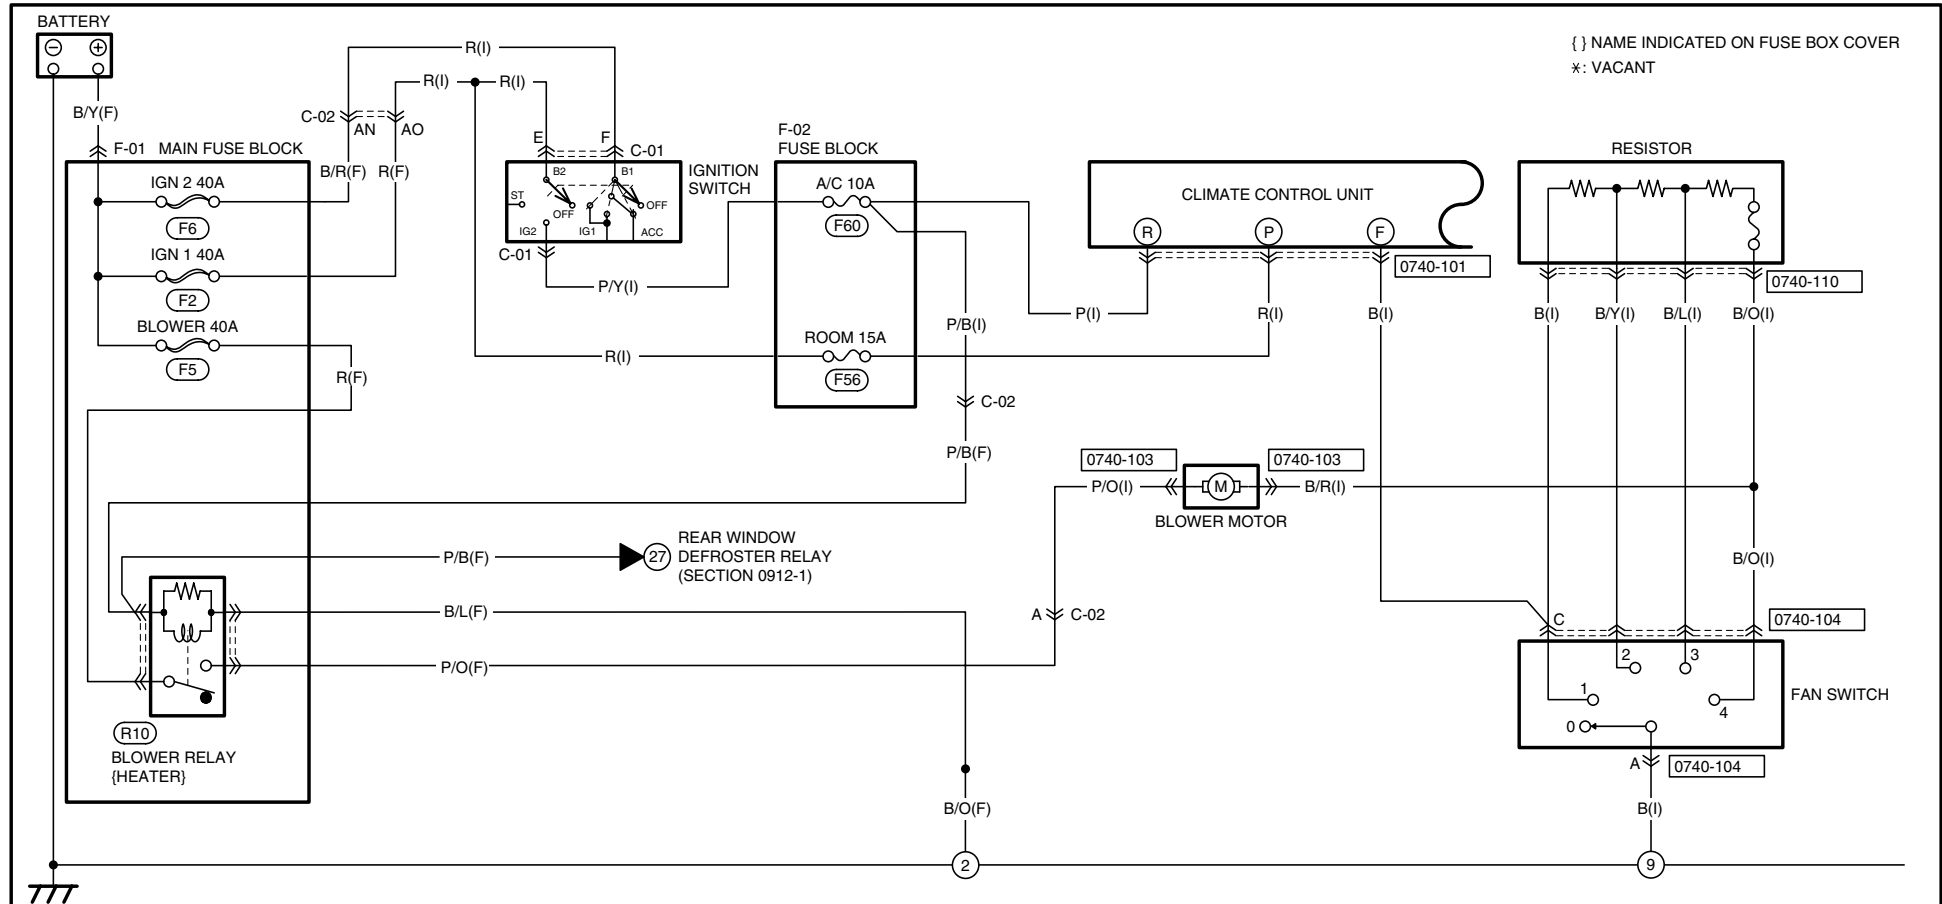 BATTERY
R(I)
{ } NAME INDICATED ON FUSE BOX COVER
*: VACANT
R(I)
R(I)
B/Y(F)
C-02
AN
AO
F-01 MAIN FUSE BLOCK
B/R(F)
R(F)
E
F
C-01
IGNITION
SWITCH
B2
B1
ST
OFF
OFF
IG2
IG1
ACC
C-01
P/Y(I)
F-02
FUSE BLOCK
A/C 10A
F60
ROOM 15A
F56
CLIMATE CONTROL UNIT
R
P
F
0740-101
RESISTOR
0740-110
IGN 2 40A
F6
IGN 1 40A
F2
BLOWER 40A
F5
R(F)
R(I)
P/B(I)
P(I)
R(I)
B(I)
B(I)
B/Y(I)
B/L(I)
B/O(I)
C-02
P/B(F)
0740-103
0740-103
P/O(I)
M
B/R(I)
BLOWER MOTOR
P/B(F)
27
REAR WINDOW
DEFROSTER RELAY
(SECTION 0912-1)
B/O(I)
B/L(F)
A
C-02
P/O(F)
C
0740-104
1
2
3
4
0
FAN SWITCH
A
0740-104
R10
BLOWER RELAY
{HEATER}
B/O(F)
B(I)
2
9